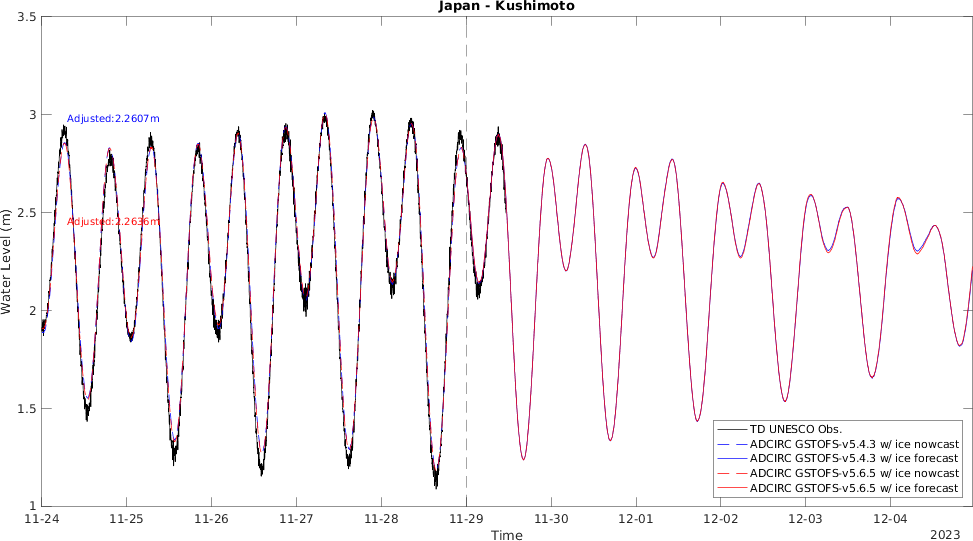 Japan - Kushimoto
3.5
3
2.5
2
1.5
1
Water Level (m)
Adjusted:2.2607m
Adjusted:2.2636m
TD UNESCO Obs.
ADCIRC GSTOFS-v5.4.3 w/ ice nowcast
ADCIRC GSTOFS-v5.4.3 w/ ice forecast
ADCIRC GSTOFS-v5.6.5 w/ ice nowcast
ADCIRC GSTOFS-v5.6.5 w/ ice forecast
11-24 11-25 11-26 11-27 11-28 11-29 11-30 12-01 12-02 12-03 12-04
Time
2023